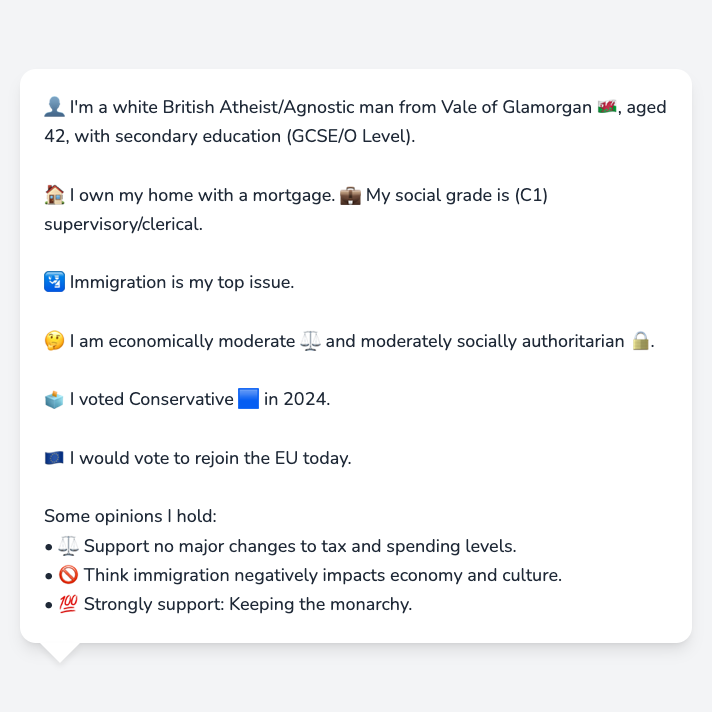 👤 I'm a white British Atheist/Agnostic man from Vale of Glamorgan 🏴󠁧󠁢󠁷󠁬󠁳󠁿, aged
42, with secondary education (GCSE/O Level).
🏠 I own my home with a mortgage. 💼 My social grade is (C1)
supervisory/clerical.
🛂 Immigration is my top issue.
🤔 I am economically moderate ⚖️ and moderately socially authoritarian 🔒.
🗳️ I voted Conservative 🟦 in 2024.
🇪🇺 I would vote to rejoin the EU today.
Some opinions I hold:
• ⚖️ Support no major changes to tax and spending levels.
• 🚫 Think immigration negatively impacts economy and culture.
• 💯 Strongly support: Keeping the monarchy.